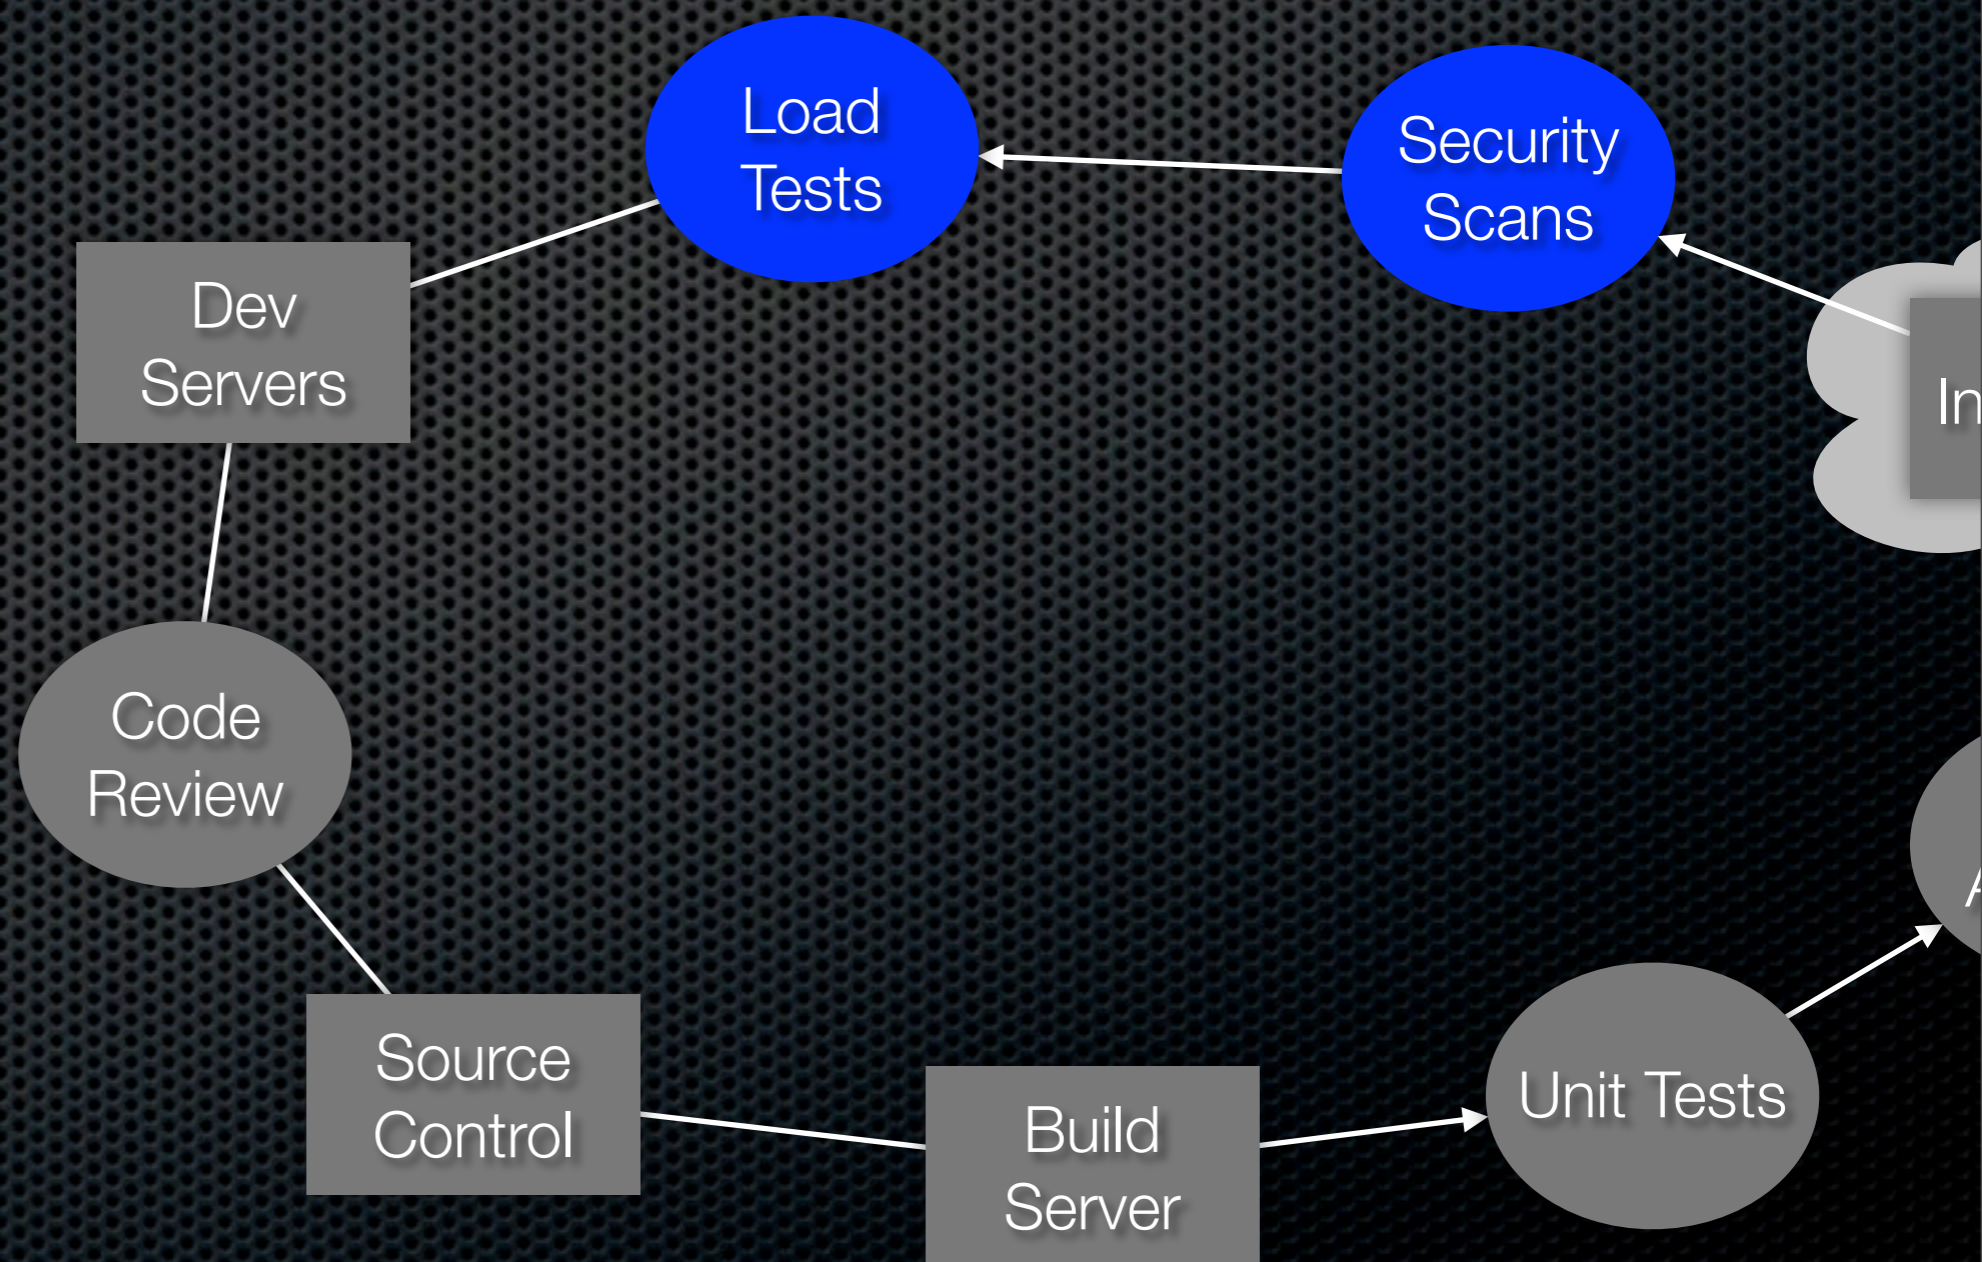 Load
Tests
Security
Scans
Dev
Servers
Code
Review
Source
Control
Build
Server
Unit Tests